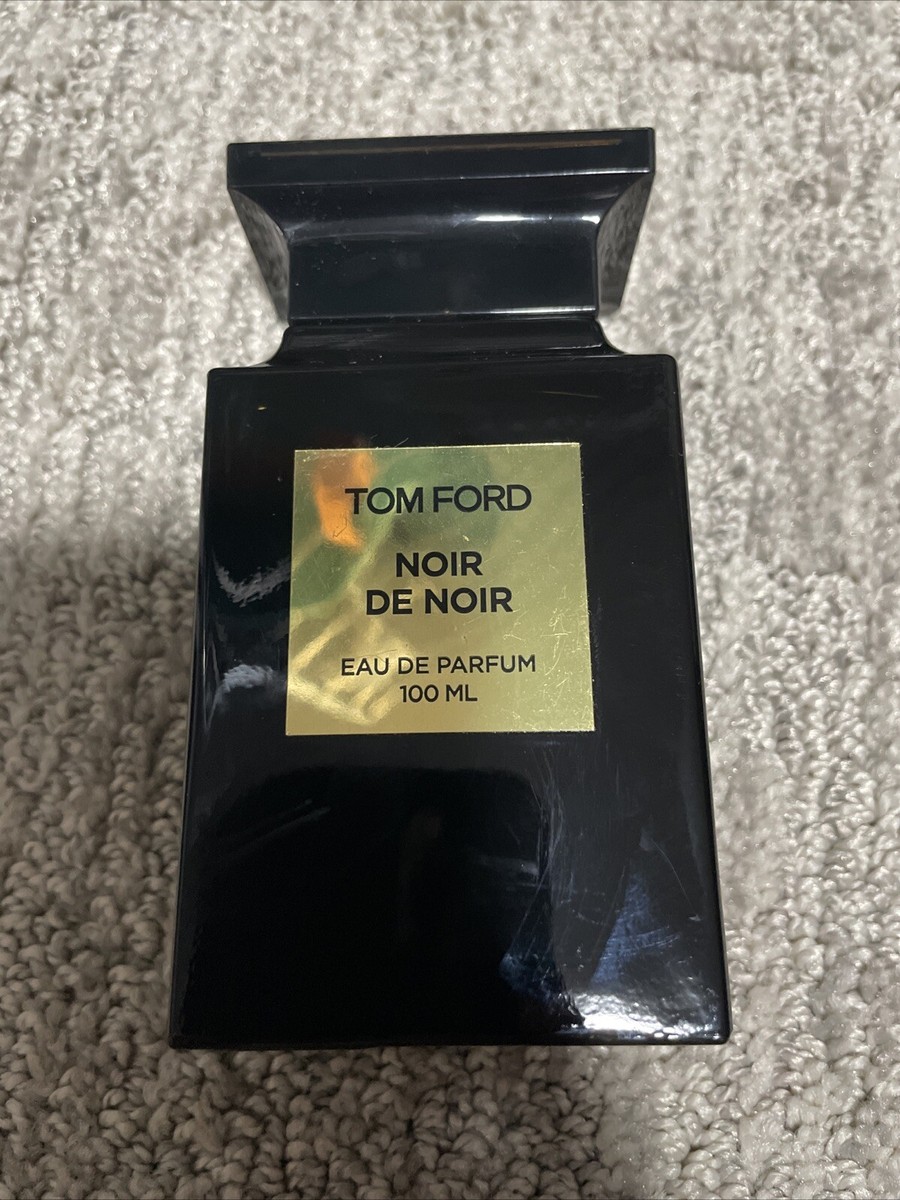 TOM FORD
NOIR
DE NOIR
EAU DE PARFUM
100 ML